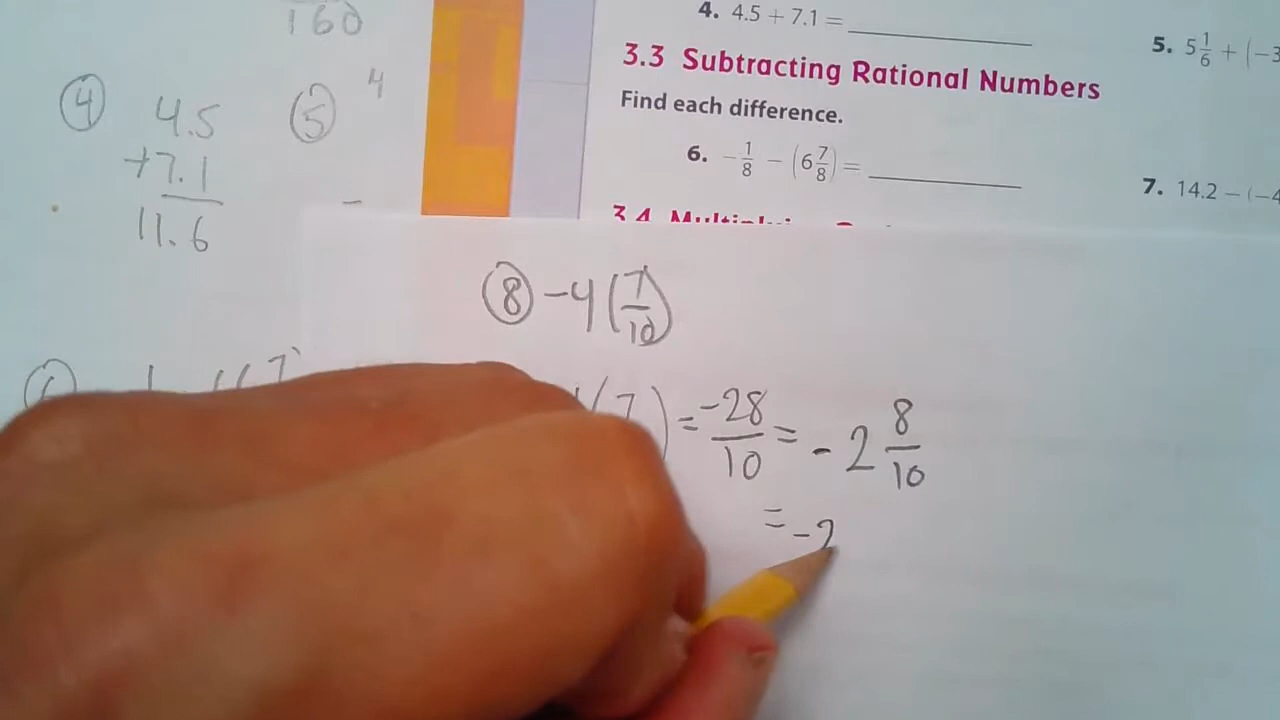 160
④ 4.5
+7.1
11.6
⑤ 4
−
4. 4.5 + 7.1 =
5. 5 1/6 + (−3
3.3 Subtracting Rational Numbers
Find each difference.
6. −1/8 − (6 7/8) =
7. 14.2 − (−4
⑧ −4(7/10)
= −28/10 = −2 8/10
= −2